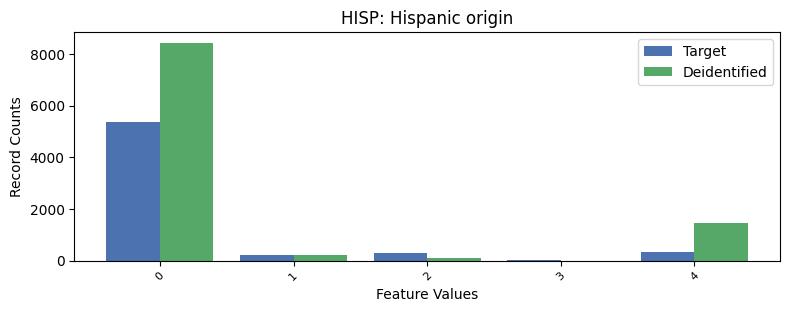 HISP: Hispanic origin
Target
Deidentified
8000
6000
4000
2000
0
Record Counts
0 1 2 3 4
Feature Values